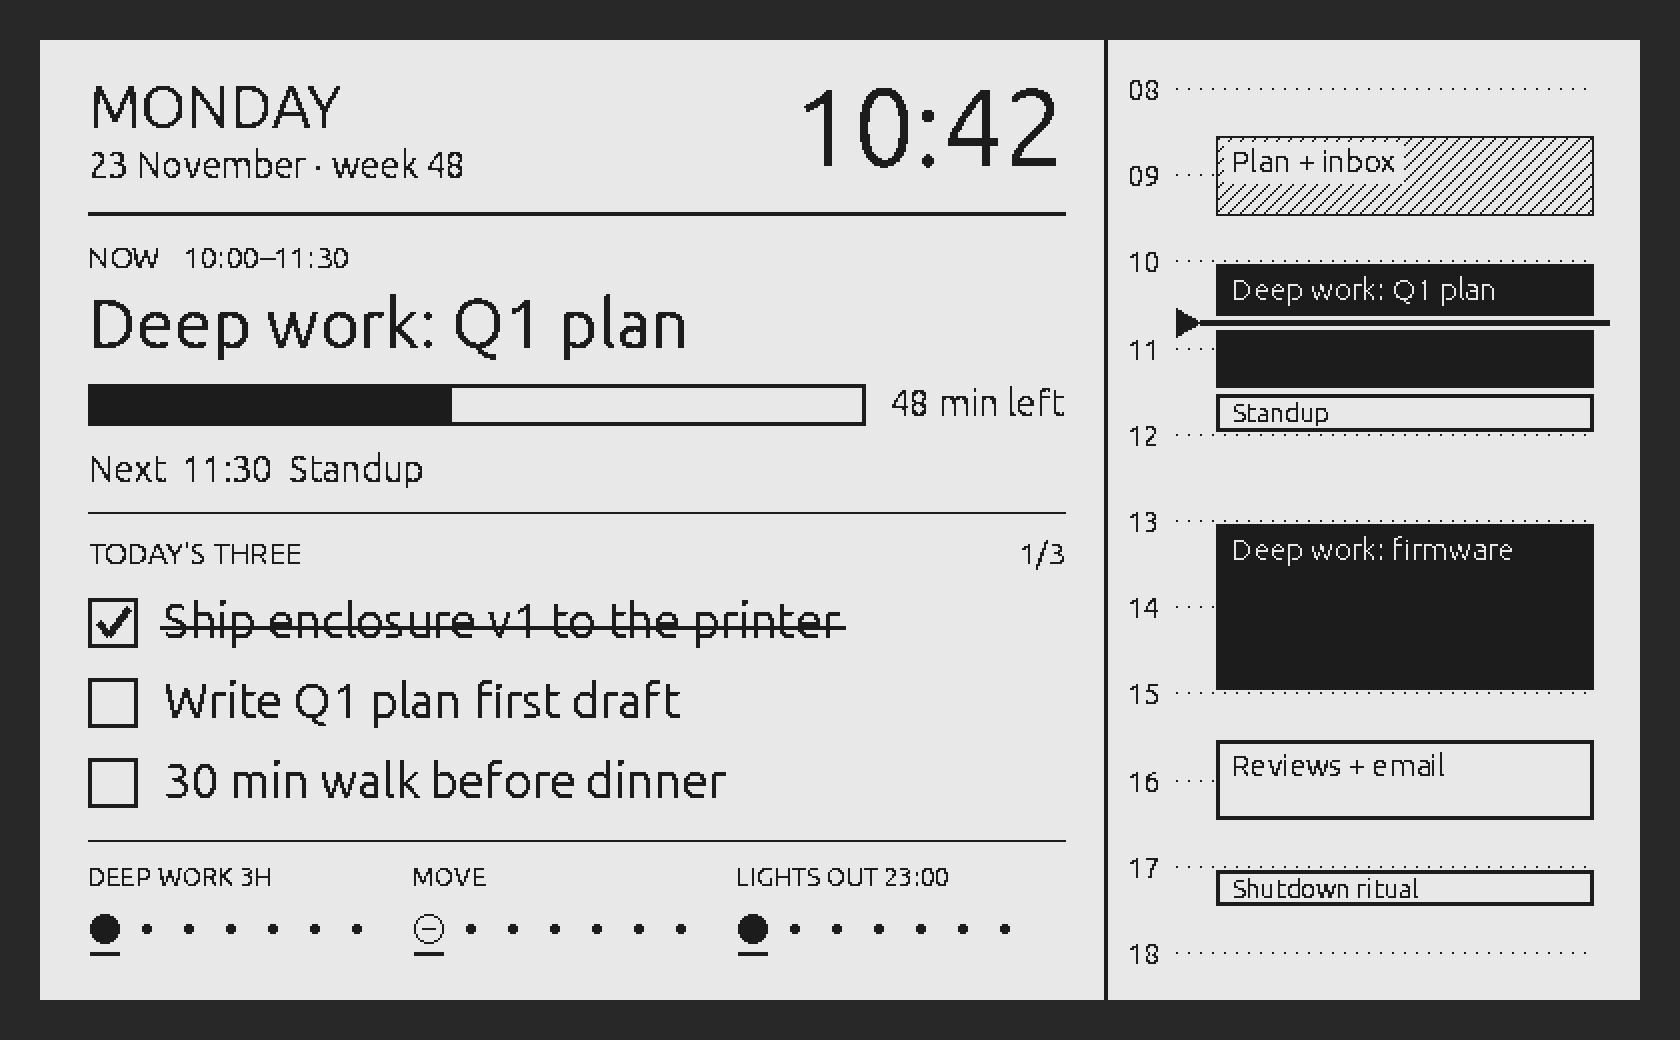 MONDAY
23 November · week 48
10:42
NOW 10:00–11:30
Deep work: Q1 plan
48 min left
Next 11:30 Standup
TODAY'S THREE
1/3
Ship enclosure v1 to the printer
Write Q1 plan first draft
30 min walk before dinner
DEEP WORK 3H
MOVE
LIGHTS OUT 23:00
08
Plan + inbox
09
10
Deep work: Q1 plan
11
Standup
12
13
Deep work: firmware
14
15
Reviews + email
16
17
Shutdown ritual
18